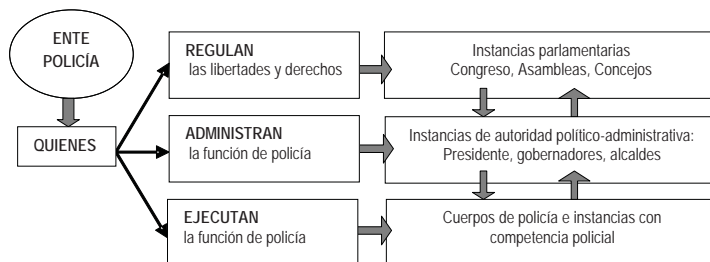 ENTE
POLICÍA
QUIENES
REGULAN
las libertades y derechos
Instancias parlamentarias
Congreso, Asambleas, Concejos
ADMINISTRAN
la función de policía
Instancias de autoridad político-administrativa:
Presidente, gobernadores, alcaldes
EJECUTAN
la función de policía
Cuerpos de policía e instancias con
competencia policial